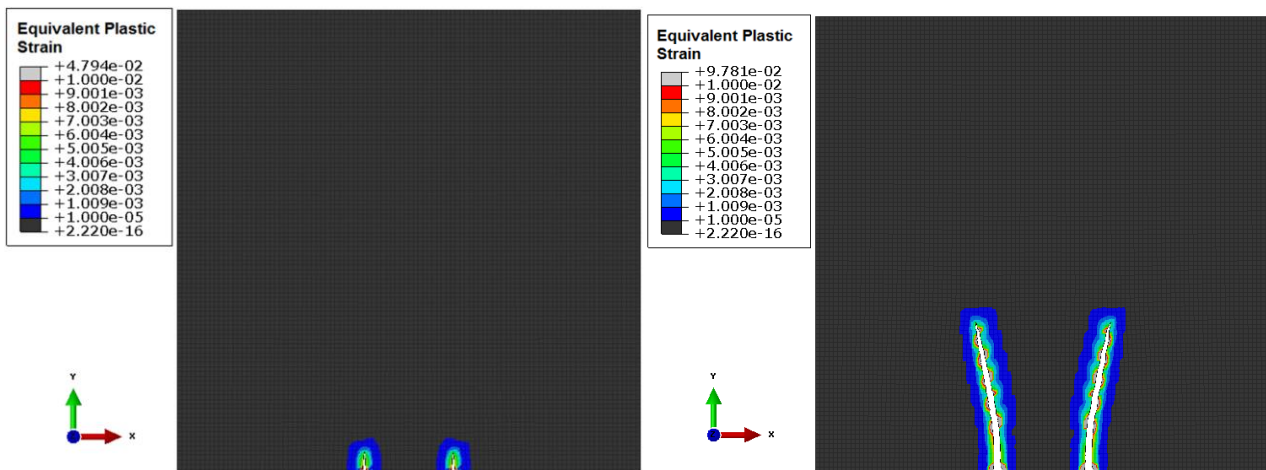 Equivalent Plastic
Strain
+4.794e-02
+1.000e-02
+9.001e-03
+8.002e-03
+7.003e-03
+6.004e-03
+5.005e-03
+4.006e-03
+3.007e-03
+2.008e-03
+1.009e-03
+1.000e-05
+2.220e-16
Y
X
Equivalent Plastic
Strain
+9.781e-02
+1.000e-02
+9.001e-03
+8.002e-03
+7.003e-03
+6.004e-03
+5.005e-03
+4.006e-03
+3.007e-03
+2.008e-03
+1.009e-03
+1.000e-05
+2.220e-16
Y
X